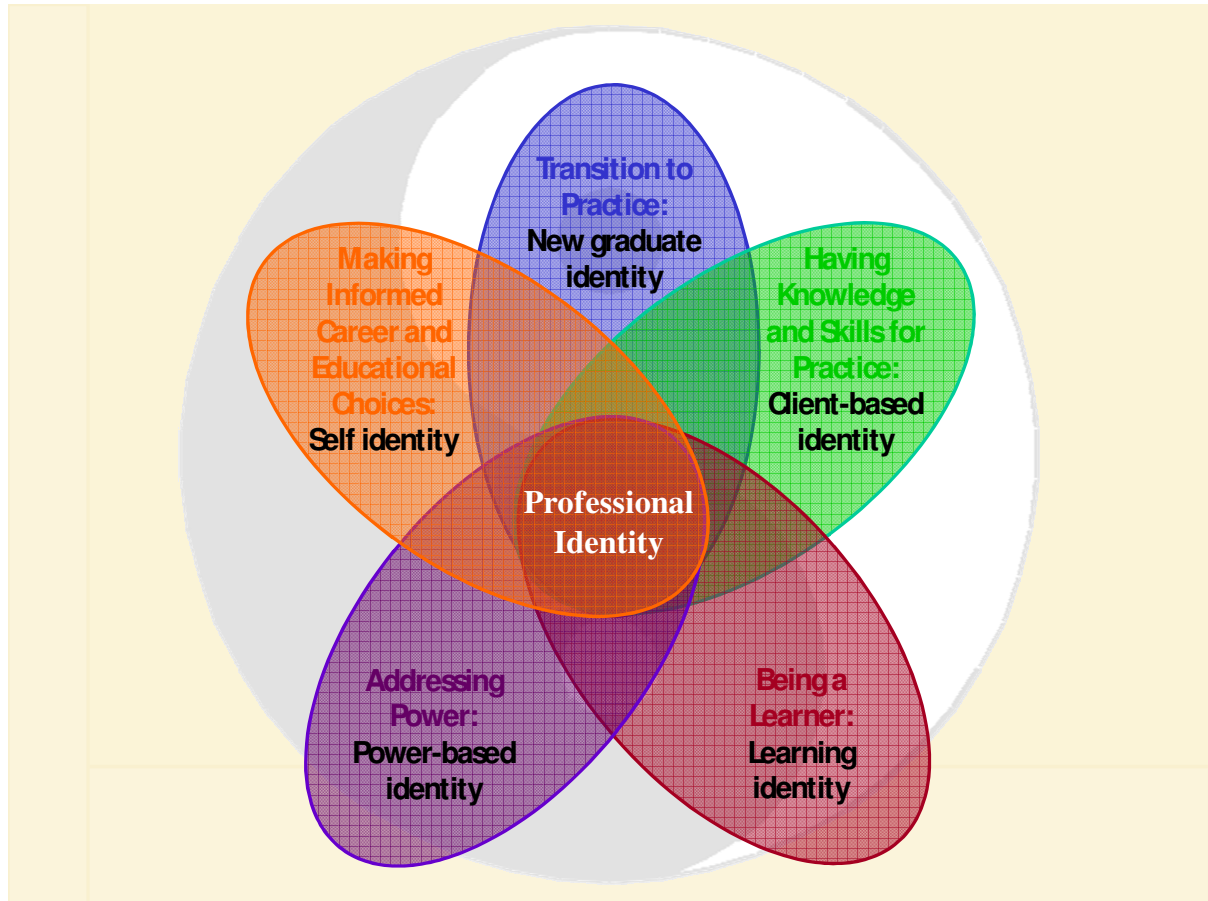 Transition to
Practice:
New graduate
identity
Making
Informed
Career and
Educational
Choices:
Self identity
Having
Knowledge
and Skills for
Practice:
Client-based
identity
Professional
Identity
Addressing
Power:
Power-based
identity
Being a
Learner:
Learning
identity